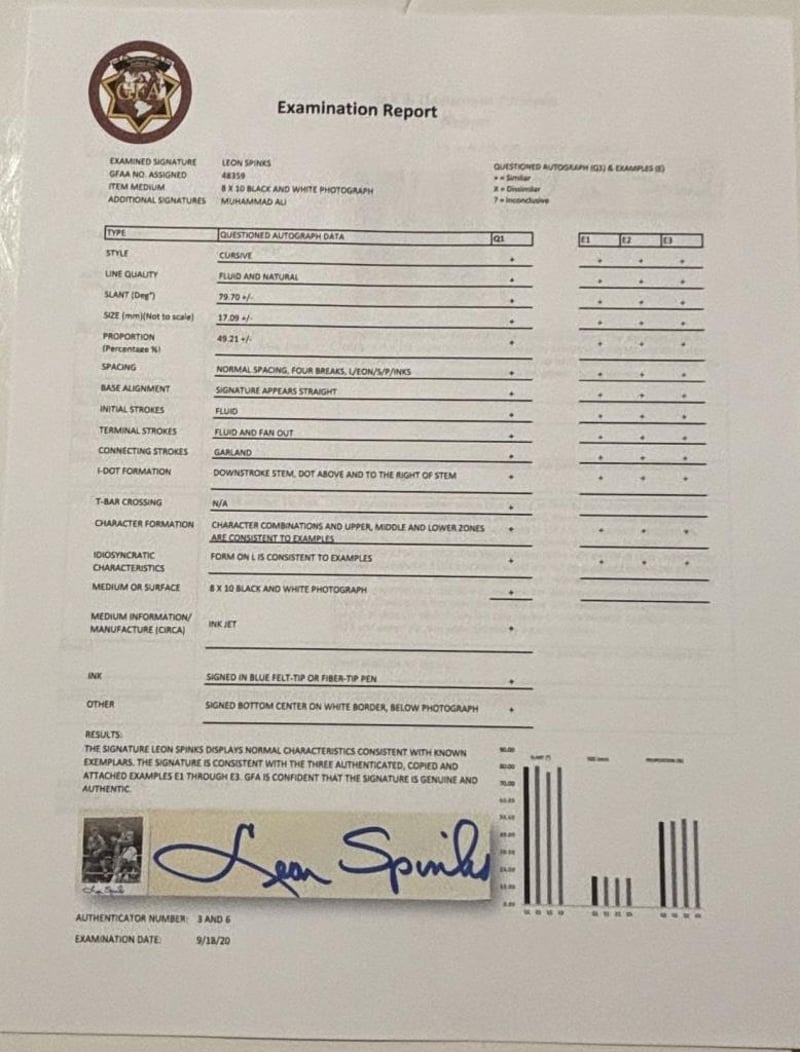 GFA
Examination Report
EXAMINED SIGNATURE LEON SPINKS
GFAA NO. ASSIGNED 48359
ITEM MEDIUM 8 X 10 BLACK AND WHITE PHOTOGRAPH
ADDITIONAL SIGNATURES MUHAMMAD ALI
QUESTIONED AUTOGRAPH (Q1) & EXAMPLES (E)
+ = Similar
X = Dissimilar
? = Inconclusive
TYPE QUESTIONED AUTOGRAPH DATA Q1 E1 E2 E3
STYLE CURSIVE + + + +
LINE QUALITY FLUID AND NATURAL + + + +
SLANT (Deg°) 79.70 +/- + + + +
SIZE (mm)(Not to scale) 17.09 +/- + + + +
PROPORTION 49.21 +/- + + + +
(Percentage %)
SPACING NORMAL SPACING, FOUR BREAKS, L/EON/S/P/INKS + + + +
BASE ALIGNMENT SIGNATURE APPEARS STRAIGHT + + + +
INITIAL STROKES FLUID + + + +
TERMINAL STROKES FLUID AND FAN OUT + + + +
CONNECTING STROKES GARLAND + + + +
I-DOT FORMATION DOWNSTROKE STEM, DOT ABOVE AND TO THE RIGHT OF STEM + + + +
T-BAR CROSSING N/A +
CHARACTER FORMATION CHARACTER COMBINATIONS AND UPPER, MIDDLE AND LOWER ZONES + + + +
ARE CONSISTENT TO EXAMPLES
IDIOSYNCRATIC FORM ON L IS CONSISTENT TO EXAMPLES + + + +
CHARACTERISTICS
MEDIUM OR SURFACE 8 X 10 BLACK AND WHITE PHOTOGRAPH +
MEDIUM INFORMATION/
MANUFACTURE (CIRCA) INK JET +
INK SIGNED IN BLUE FELT-TIP OR FIBER-TIP PEN +
OTHER SIGNED BOTTOM CENTER ON WHITE BORDER, BELOW PHOTOGRAPH +
RESULTS:
THE SIGNATURE LEON SPINKS DISPLAYS NORMAL CHARACTERISTICS CONSISTENT WITH KNOWN
EXEMPLARS. THE SIGNATURE IS CONSISTENT WITH THE THREE AUTHENTICATED, COPIED AND
ATTACHED EXAMPLES E1 THROUGH E3. GFA IS CONFIDENT THAT THE SIGNATURE IS GENUINE AND
AUTHENTIC.
90.00
80.00
70.00
Leon Spinks
AUTHENTICATOR NUMBER: 3 AND 6
EXAMINATION DATE: 9/18/20